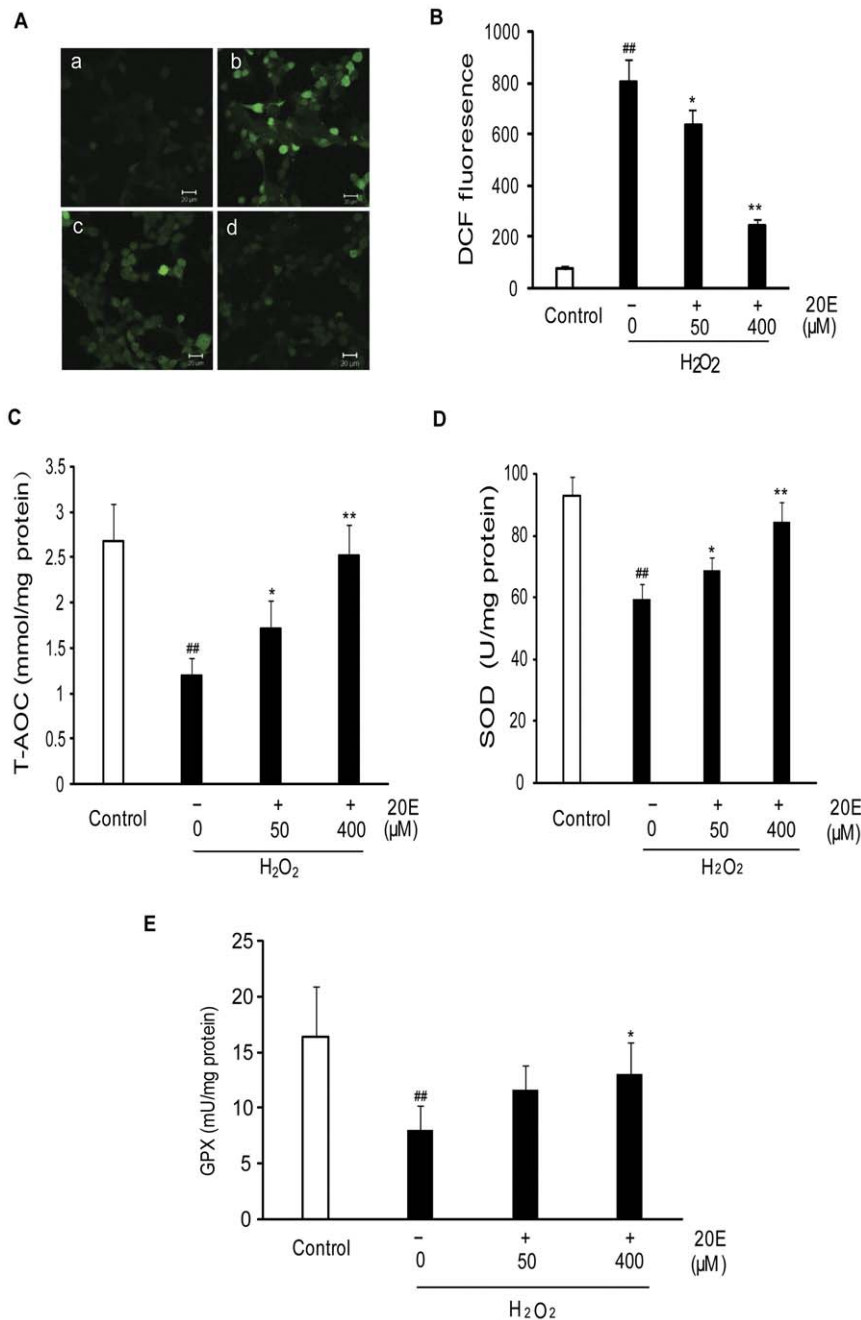 A
a
b
20 µm
20 µm
c
d
20 µm
20 µm
B
DCF fluoresence
1000
800
600
400
200
0
##
*
**
Control
− + + 20E
0 50 400 (µM)
H2O2
C
T-AOC (mmol/mg protein)
3.5
3
2.5
2
1.5
1
0.5
0
##
*
**
Control
− + + 20E
0 50 400 (µM)
H2O2
D
SOD (U/mg protein)
100
80
60
40
20
0
##
*
**
Control
− + + 20E
0 50 400 (µM)
H2O2
E
GPX (mU/mg protein)
25
20
15
10
5
0
##
*
Control
− + + 20E
0 50 400 (µM)
H2O2